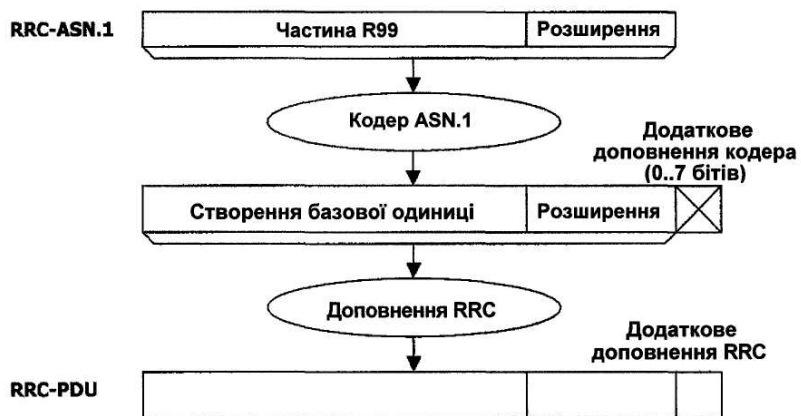 RRC-ASN.1
Частина R99
Розширення
Кодер ASN.1
Додаткове
доповнення кодера
(0..7 бітів)
Створення базової одиниці
Розширення
Доповнення RRC
Додаткове
доповнення RRC
RRC-PDU